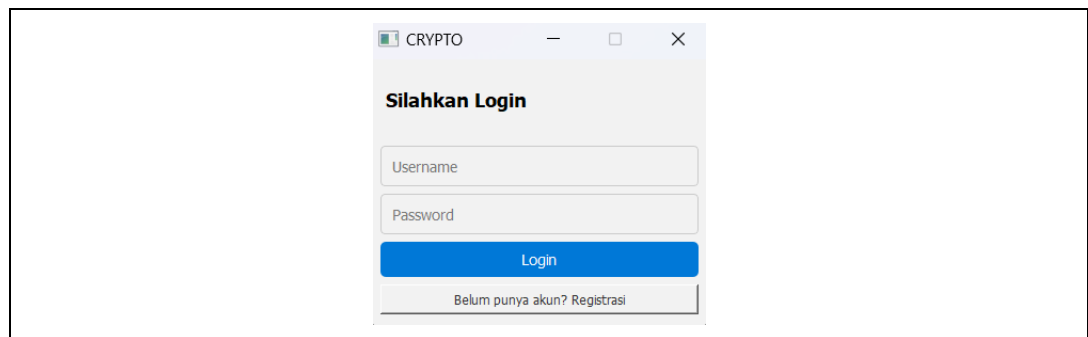 CRYPTO
Silahkan Login
Username
Password
Login
Belum punya akun? Registrasi